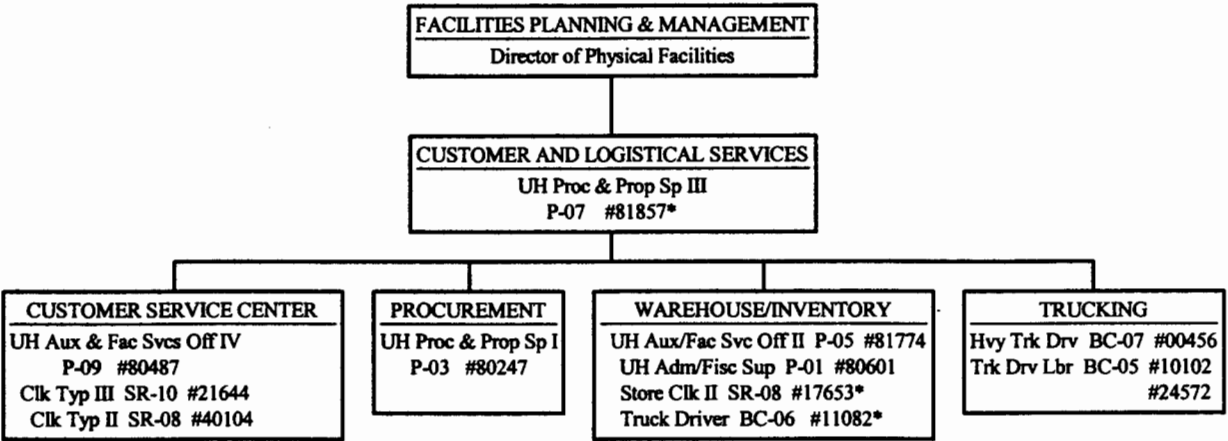 FACILITIES PLANNING & MANAGEMENT
Director of Physical Facilities
CUSTOMER AND LOGISTICAL SERVICES
UH Proc & Prop Sp III
P-07 #81857*
CUSTOMER SERVICE CENTER
UH Aux & Fac Svcs Off IV
P-09 #80487
Clk Typ III SR-10 #21644
Clk Typ II SR-08 #40104
PROCUREMENT
UH Proc & Prop Sp I
P-03 #80247
WAREHOUSE/INVENTORY
UH Aux/Fac Svc Off II P-05 #81774
UH Adm/Fisc Sup P-01 #80601
Store Clk II SR-08 #17653*
Truck Driver BC-06 #11082*
TRUCKING
Hvy Trk Drv BC-07 #00456
Trk Drv Lbr BC-05 #10102
#24572